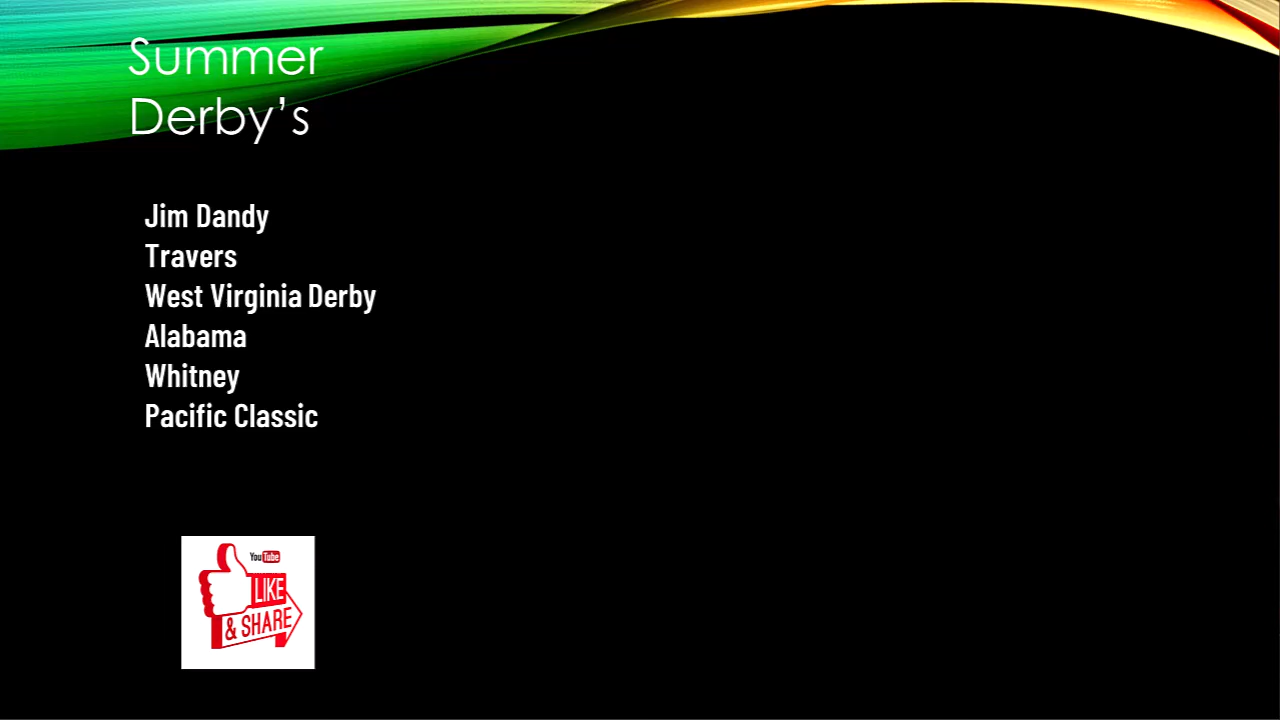 Summer
Derby’s
Jim Dandy
Travers
West Virginia Derby
Alabama
Whitney
Pacific Classic
YouTube
LIKE
& SHARE